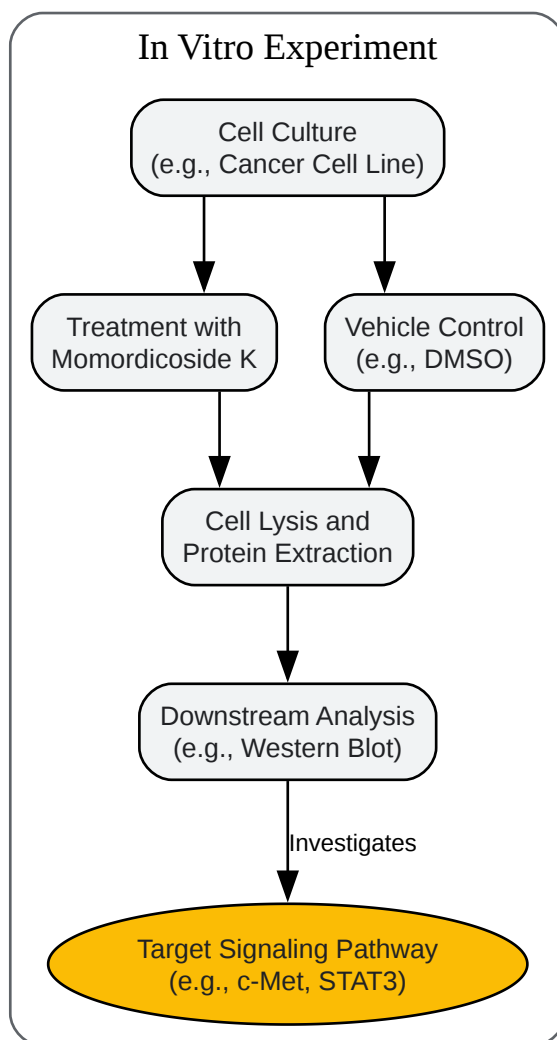 In Vitro Experiment
Cell Culture
(e.g., Cancer Cell Line)
Treatment with
Momordicoside K
Vehicle Control
(e.g., DMSO)
Cell Lysis and
Protein Extraction
Downstream Analysis
(e.g., Western Blot)
Investigates
Target Signaling Pathway
(e.g., c-Met, STAT3)